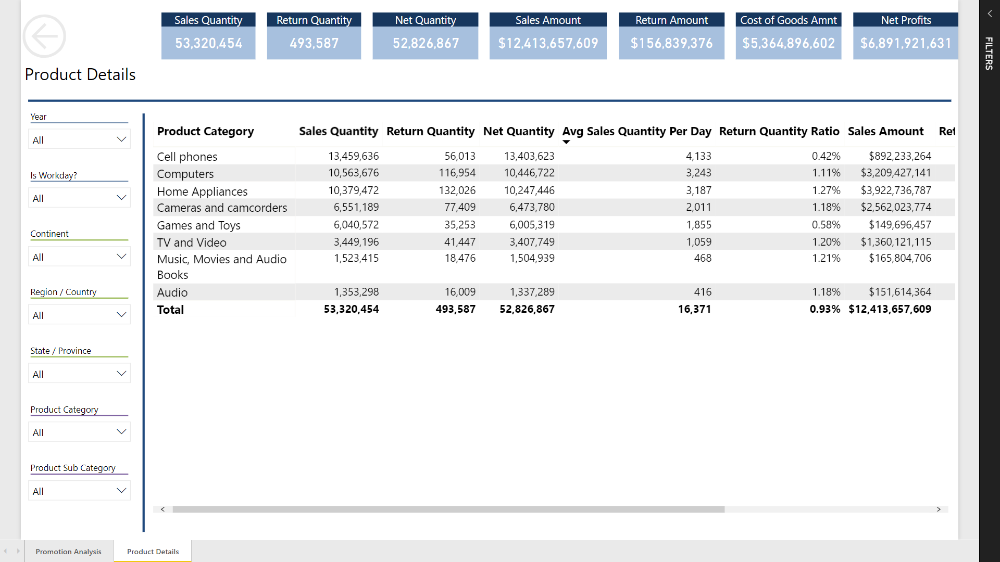 Sales Quantity
53,320,454
Return Quantity
493,587
Net Quantity
52,826,867
Sales Amount
$12,413,657,609
Return Amount
$156,839,376
Cost of Goods Amnt
$5,364,896,602
Net Profits
$6,891,921,631
FILTERS
Product Details
Year
All
Is Workday?
All
Continent
All
Region / Country
All
State / Province
All
Product Category
All
Product Sub Category
All
Product Category Sales Quantity Return Quantity Net Quantity Avg Sales Quantity Per Day Return Quantity Ratio Sales Amount Ret
Cell phones 13,459,636 56,013 13,403,623 4,133 0.42% $892,233,264
Computers 10,563,676 116,954 10,446,722 3,243 1.11% $3,209,427,141
Home Appliances 10,379,472 132,026 10,247,446 3,187 1.27% $3,922,736,787
Cameras and camcorders 6,551,189 77,409 6,473,780 2,011 1.18% $2,562,023,774
Games and Toys 6,040,572 35,253 6,005,319 1,855 0.58% $149,696,457
TV and Video 3,449,196 41,447 3,407,749 1,059 1.20% $1,360,121,115
Music, Movies and Audio 1,523,415 18,476 1,504,939 468 1.21% $165,804,706
Books
Audio 1,353,298 16,009 1,337,289 416 1.18% $151,614,364
Total 53,320,454 493,587 52,826,867 16,371 0.93% $12,413,657,609
Promotion Analysis
Product Details